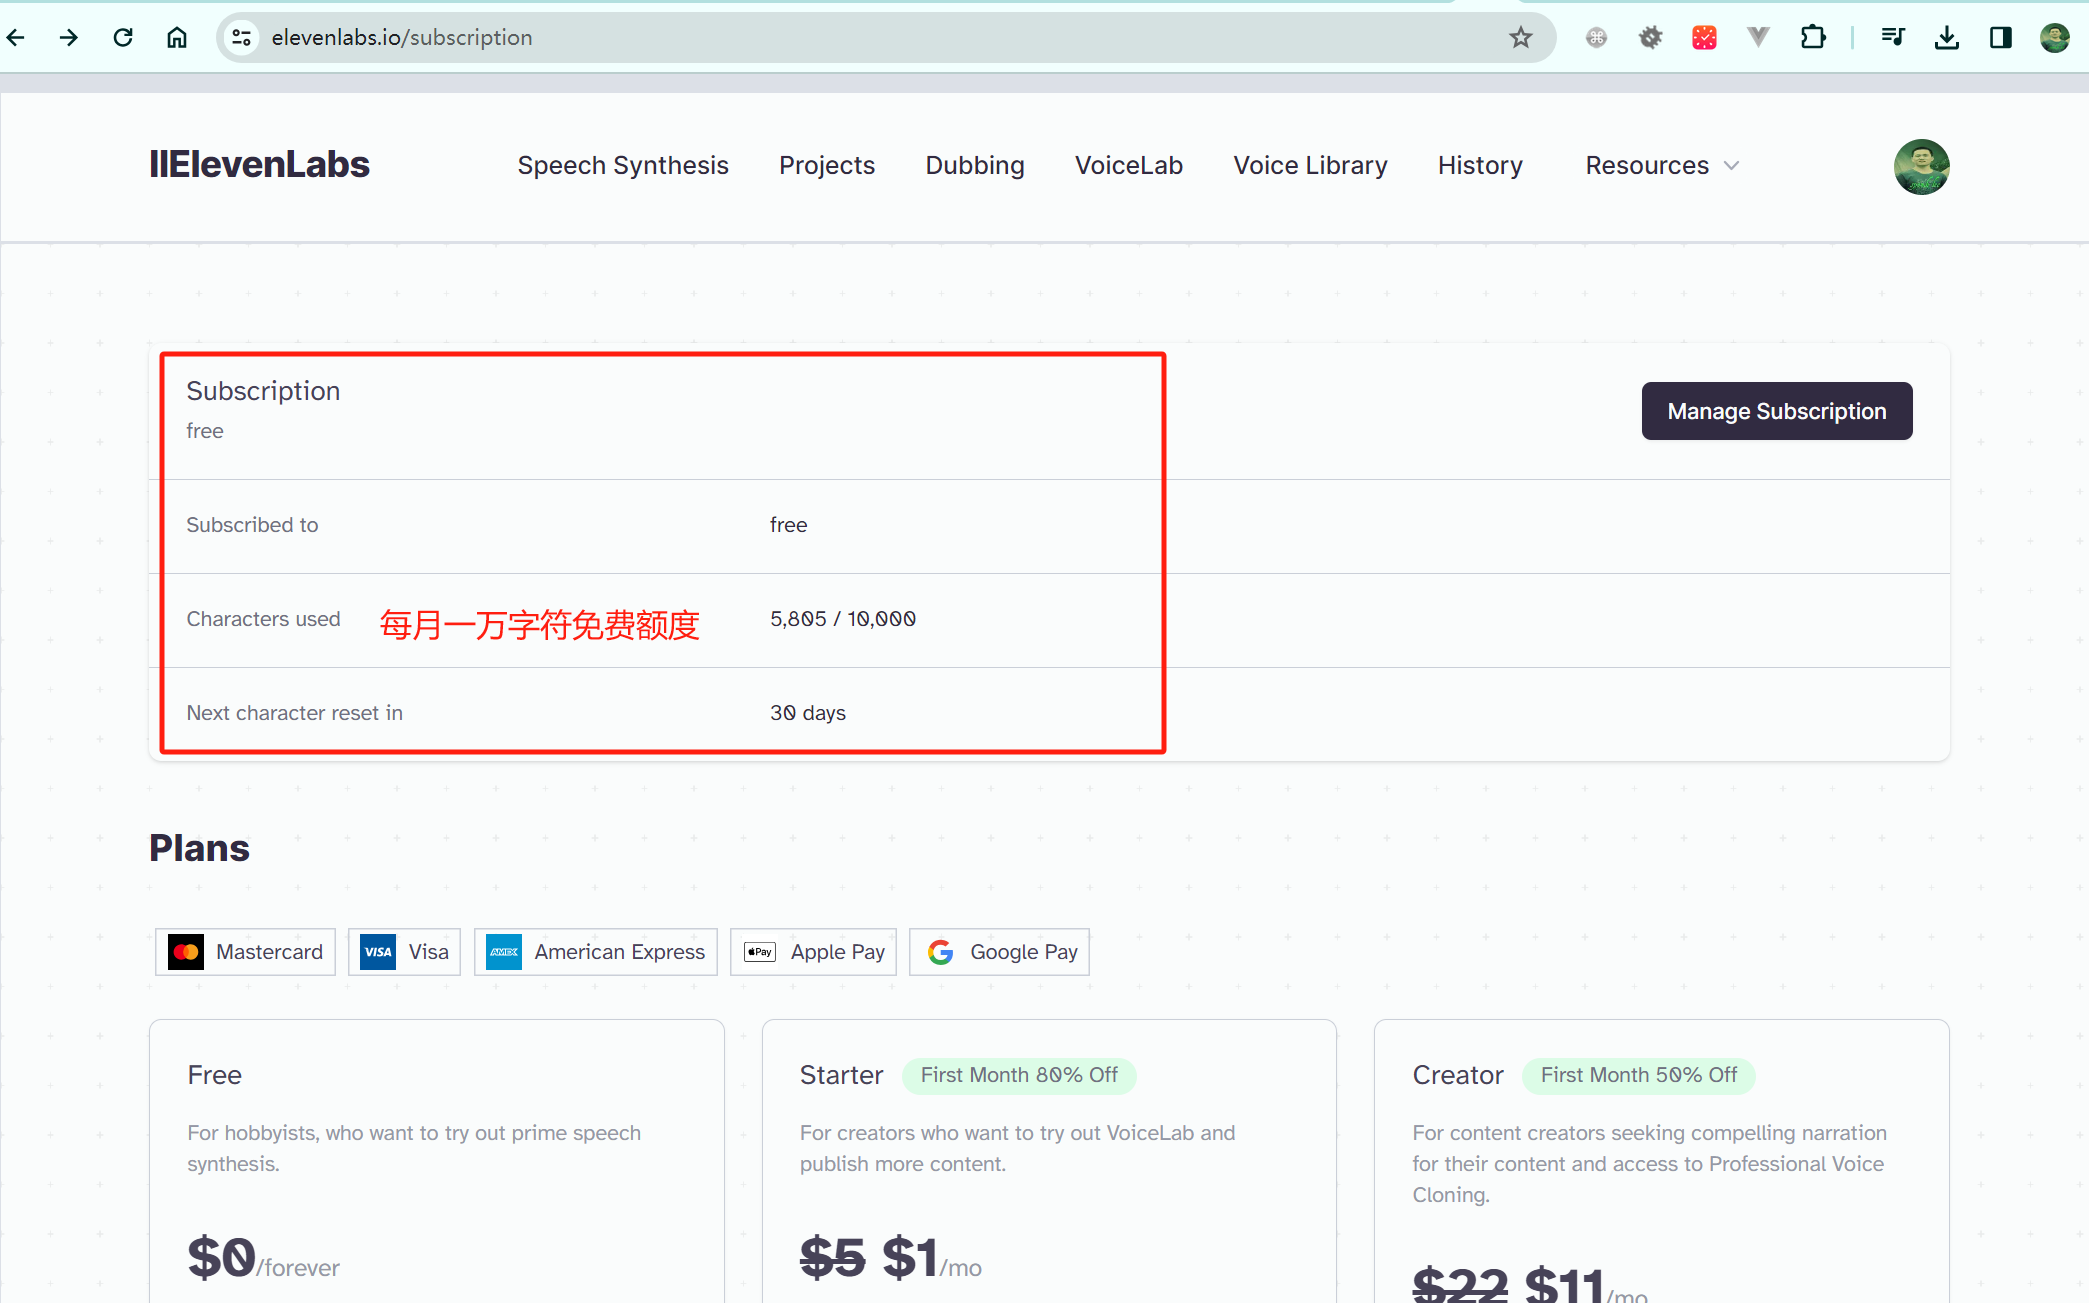 elevenlabs.io/subscription
IIElevenLabs
Speech Synthesis
Projects
Dubbing
VoiceLab
Voice Library
History
Resources
Subscription
free
Manage Subscription
Subscribed to
free
Characters used
每月一万字符免费额度
5,805 / 10,000
Next character reset in
30 days
Plans
Mastercard
VISA
Visa
AMEX
American Express
Pay
Apple Pay
Google Pay
Free
For hobbyists, who want to try out prime speech
synthesis.
$0/forever
Starter
First Month 80% Off
For creators who want to try out VoiceLab and
publish more content.
$5 $1/mo
Creator
First Month 50% Off
For content creators seeking compelling narration
for their content and access to Professional Voice
Cloning.
$22 $11/mo